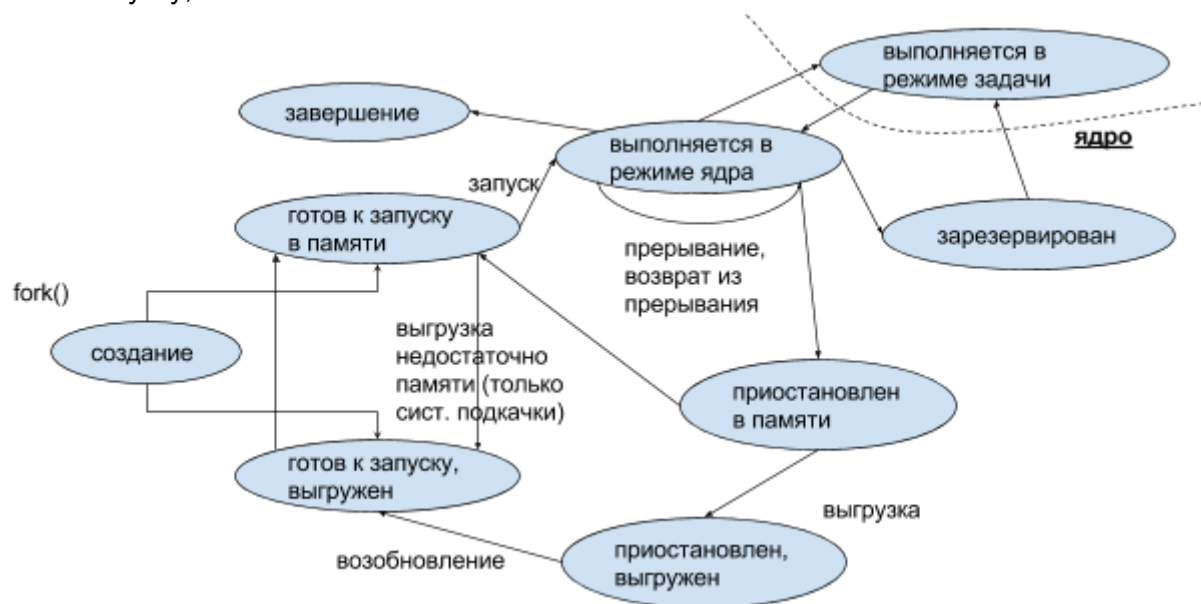 выполняется в
режиме задачи
завершение
ядро
выполняется в
режиме ядра
запуск
готов к запуску
в памяти
зарезервирован
прерывание,
возврат из
прерывания
fork()
создание
выгрузка
недостаточно
памяти (только
сист. подкачки)
приостановлен
в памяти
готов к запуску,
выгружен
выгрузка
возобновление
приостановлен,
выгружен